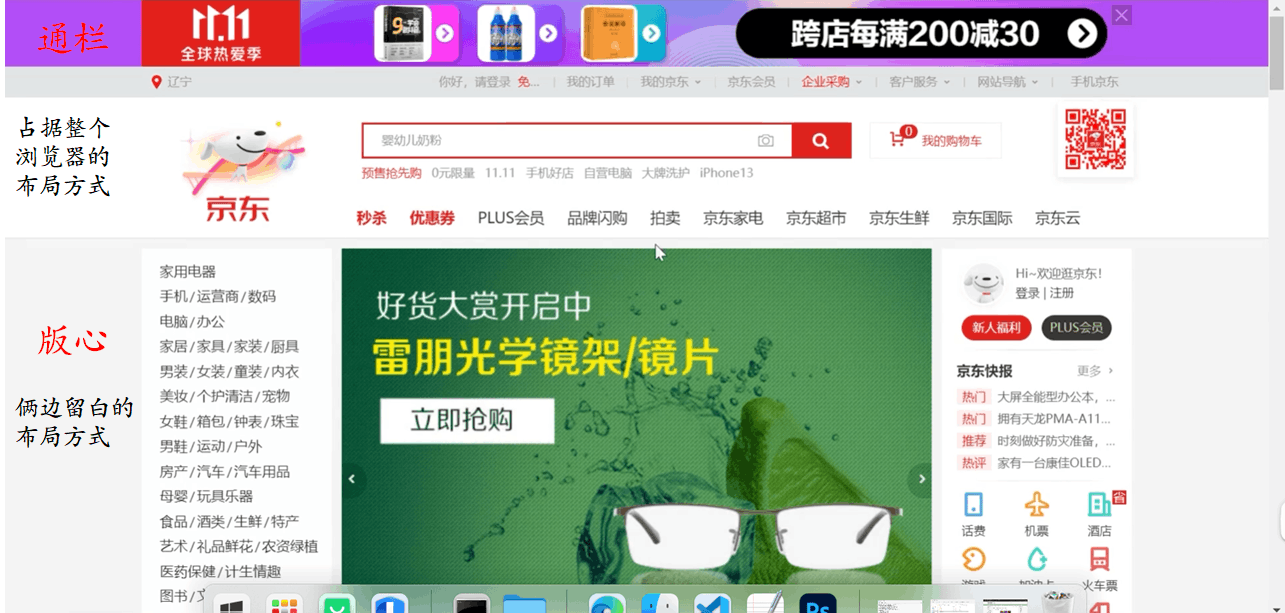 通栏
11.11
全球热爱季
跨店每满200减30
辽宁
你好，请登录 免...
我的订单
我的京东
京东会员
企业采购
客户服务
网站导航
手机京东
占据整个
浏览器的
布局方式
京东
婴幼儿奶粉
0
我的购物车
预售抢先购 0元限量 11.11 手机好店 自营电脑 大牌洗护 iPhone13
秒杀 优惠券 PLUS会员 品牌闪购 拍卖 京东家电 京东超市 京东生鲜 京东国际 京东云
版心
俩边留白的
布局方式
家用电器
手机/运营商/数码
电脑/办公
家居/家具/家装/厨具
男装/女装/童装/内衣
美妆/个护清洁/宠物
女鞋/箱包/钟表/珠宝
男鞋/运动/户外
房产/汽车/汽车用品
母婴/玩具乐器
食品/酒类/生鲜/特产
艺术/礼品鲜花/农资绿植
医药保健/计生情趣
图书/
好货大赏开启中
雷朋光学镜架/镜片
立即抢购
Hi~欢迎逛京东!
登录 | 注册
新人福利 PLUS会员
京东快报 更多
热门 大屏全能型办公本，...
热门 拥有天龙PMA-A11...
推荐 时刻做好防灾准备，...
热评 家有一台康佳OLED...
省
话费 机票 酒店
游戏 加油卡 火车票
Ps